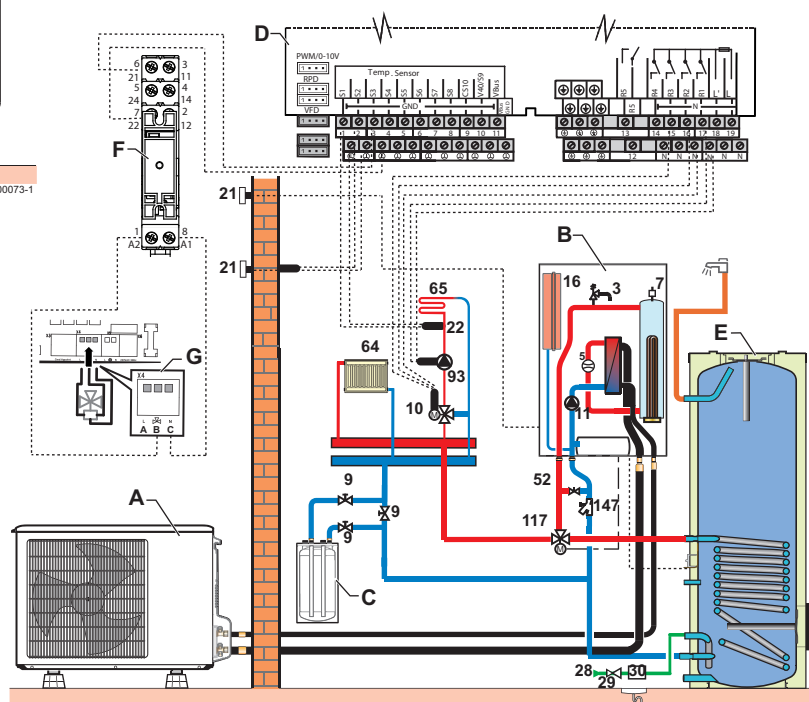 D
PWM/0-10V
RPD
VFD
Temp. Sensor
S1 S2 S3 S4 S5 S6 S7 S8 CS10 V40/S9 VBus
GND
1 2 3 4 5 6 7 8 9 10 11
R5 R4 R3 R2 R1 L' L
R5
N
13 14 15 16 17 18 19
12 N N N N N N
6 3
21 11
5 4
24 14
7 2
22 12
F
1 8
A2 A1
00073-1
21
21
B
16 3 7
5
11
65
22
93
10
64
G
X4
L N
A B C
E
9
9
9
52
147
117
M
M
A
C
28
29
30